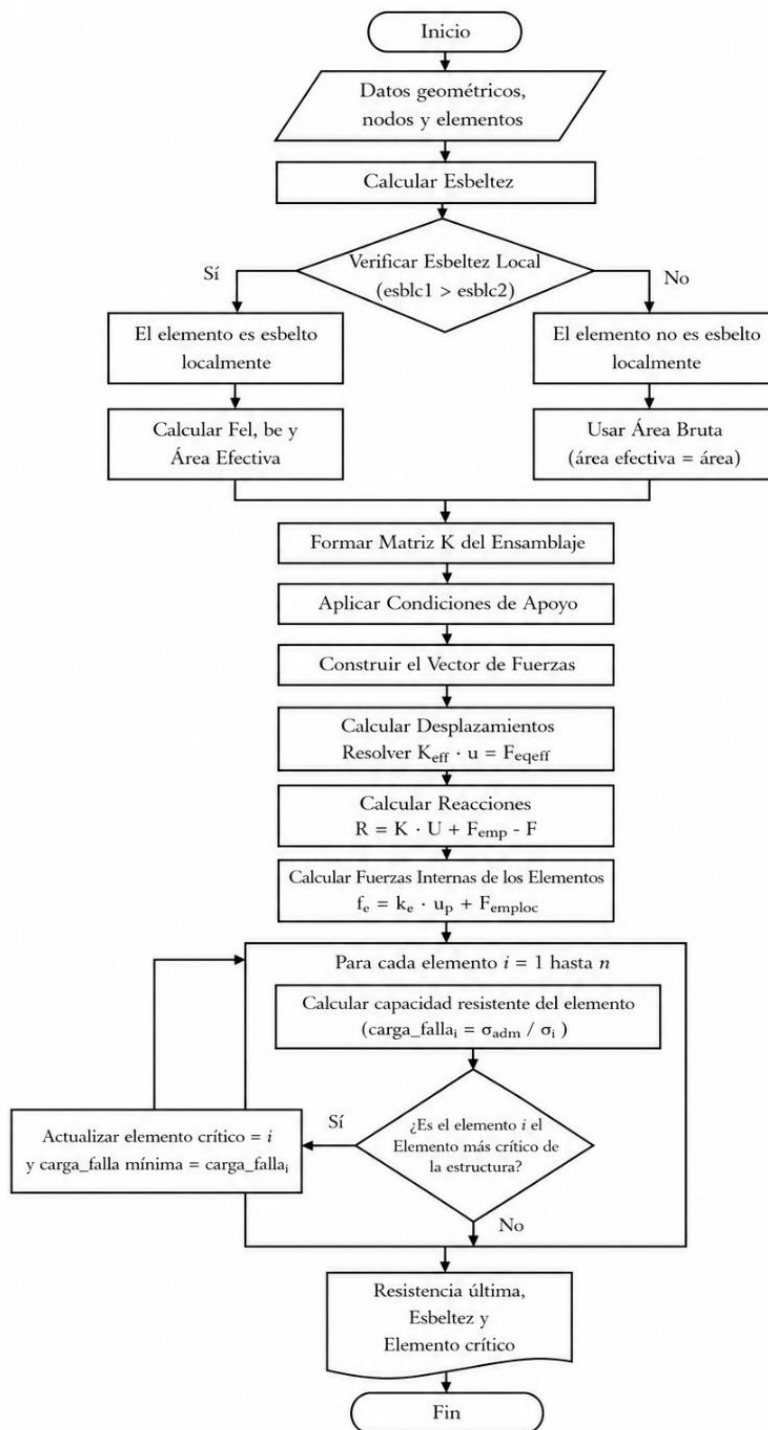 Inicio
Datos geométricos,
nodos y elementos
Calcular Esbeltez
Verificar Esbeltez Local
(esblc1 > esblc2)
Sí
No
El elemento es esbelto
localmente
El elemento no es esbelto
localmente
Calcular Fel, be y
Área Efectiva
Usar Área Bruta
(área efectiva = área)
Formar Matriz K del Ensamblaje
Aplicar Condiciones de Apoyo
Construir el Vector de Fuerzas
Calcular Desplazamientos
Resolver Keff · u = Feqeff
Calcular Reacciones
R = K · U + Femp - F
Calcular Fuerzas Internas de los Elementos
fe = ke · up + Femploc
Para cada elemento i = 1 hasta n
Calcular capacidad resistente del elemento
(carga_fallai = σadm / σi )
¿Es el elemento i el
Elemento más crítico de
la estructura?
Sí
Actualizar elemento crítico = i
y carga_falla mínima = carga_fallai
No
Resistencia última,
Esbeltez y
Elemento crítico
Fin